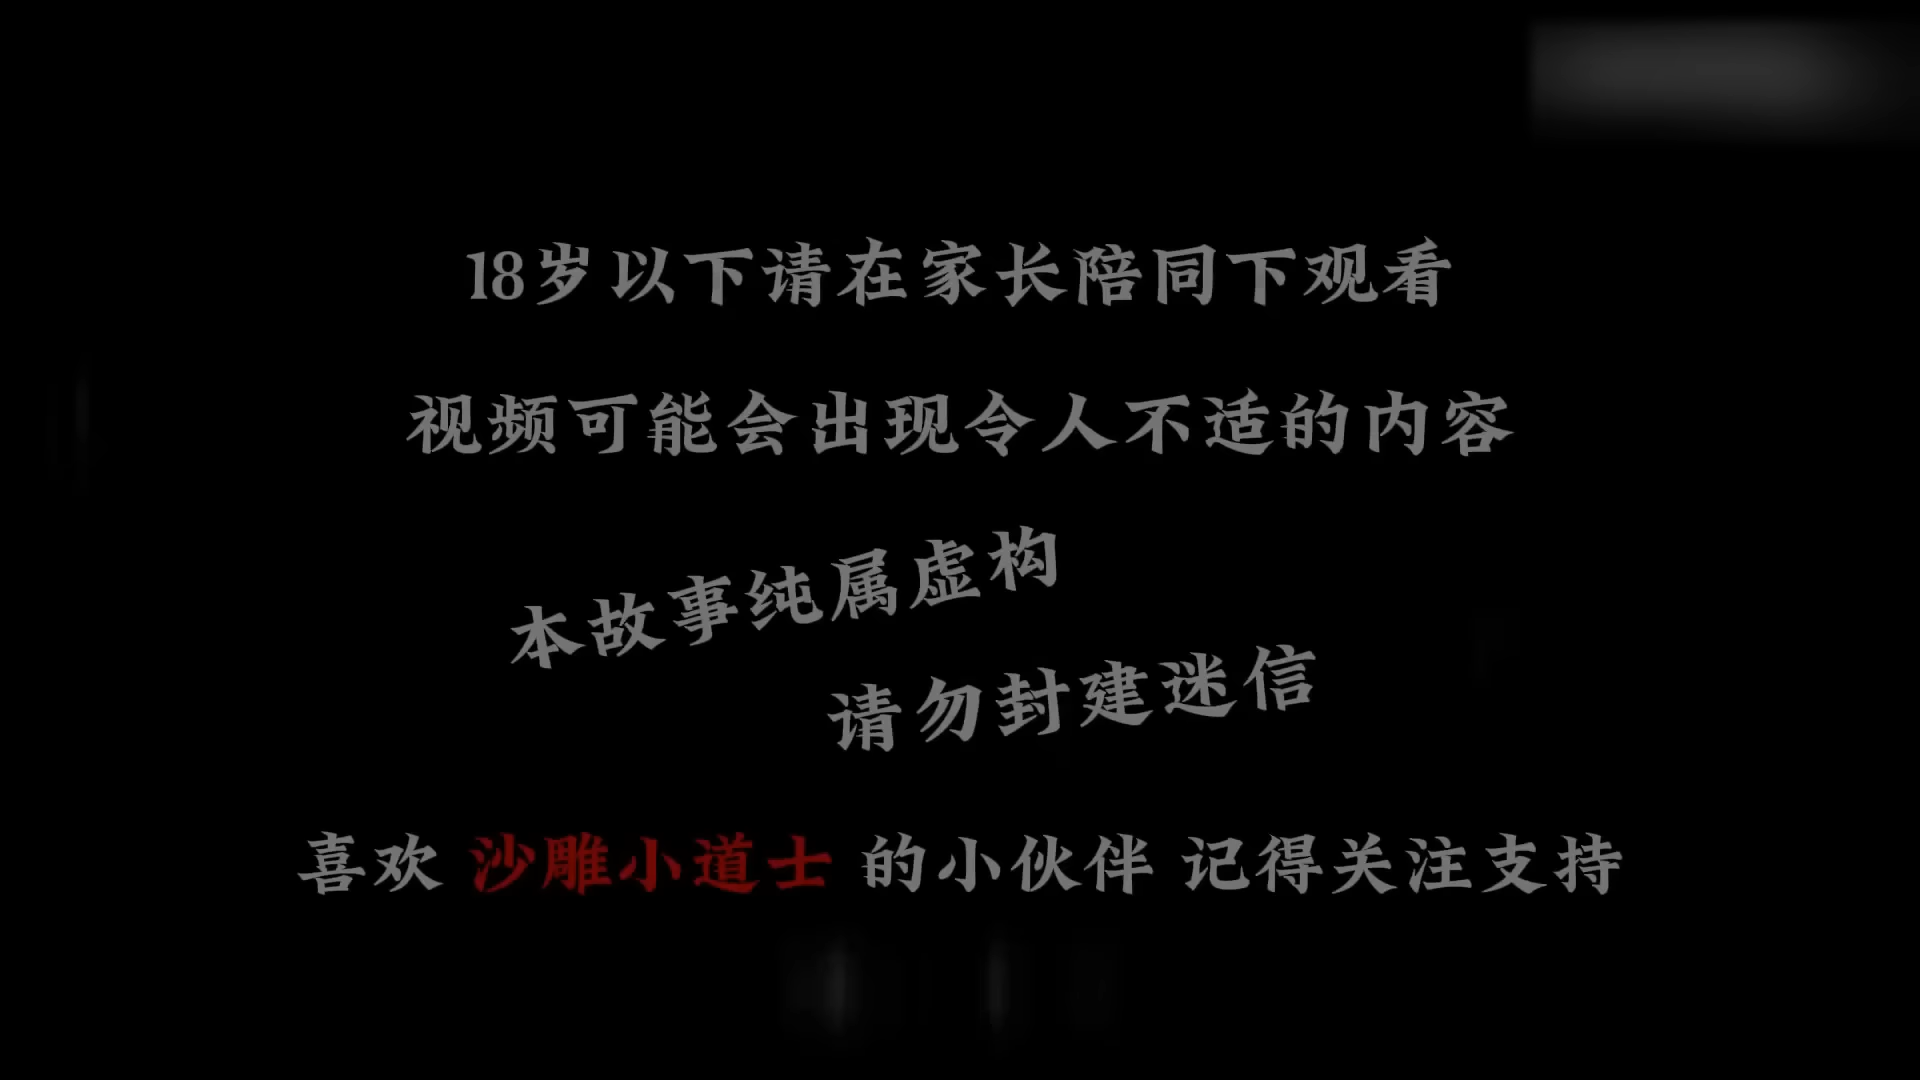 18岁以下请在家长陪同下观看
视频可能会出现令人不适的内容
本故事纯属虚构
请勿封建迷信
喜欢 沙雕小道士 的小伙伴 记得关注支持